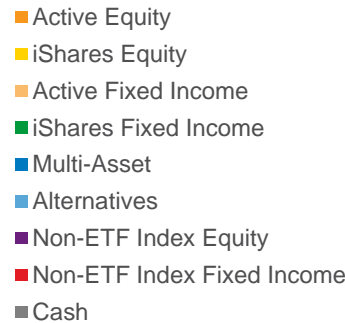 Active Equity
iShares Equity
Active Fixed Income
iShares Fixed Income
Multi-Asset
Alternatives
Non-ETF Index Equity
Non-ETF Index Fixed Income
Cash